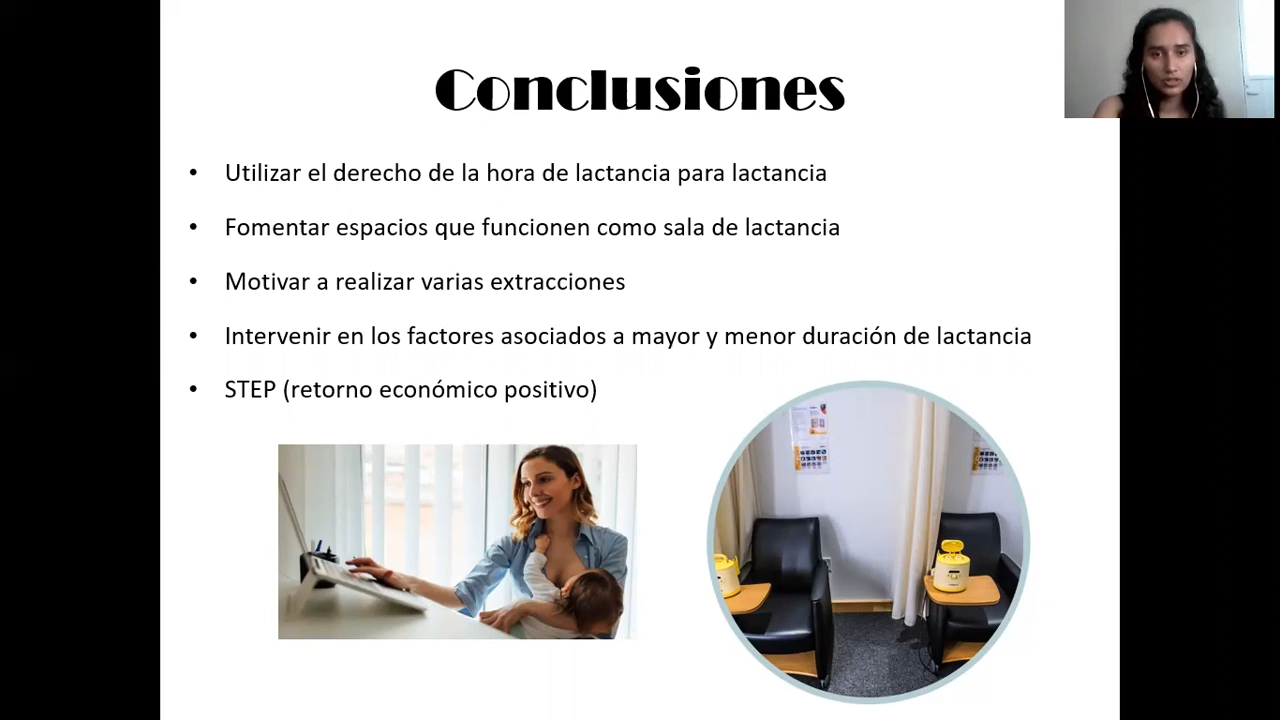 Conclusiones
• Utilizar el derecho de la hora de lactancia para lactancia
• Fomentar espacios que funcionen como sala de lactancia
• Motivar a realizar varias extracciones
• Intervenir en los factores asociados a mayor y menor duración de lactancia
• STEP (retorno económico positivo)